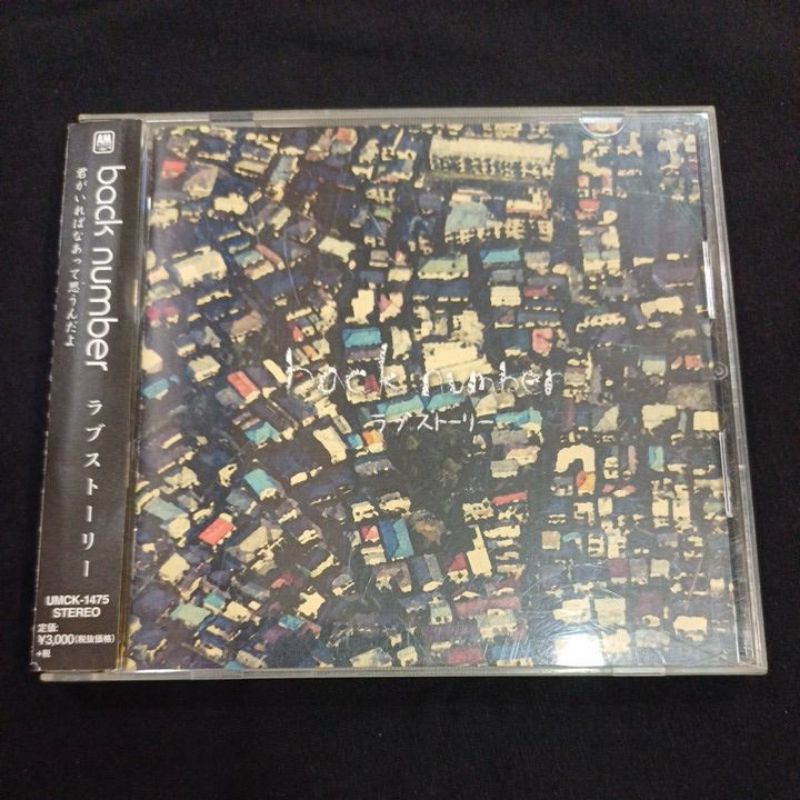 AM
back number
君がいればなあって思うんだよ
ラブストーリー
UMCK-1475
STEREO
定価:
¥3,000(税抜価格)
+税
back number
ラブストーリー